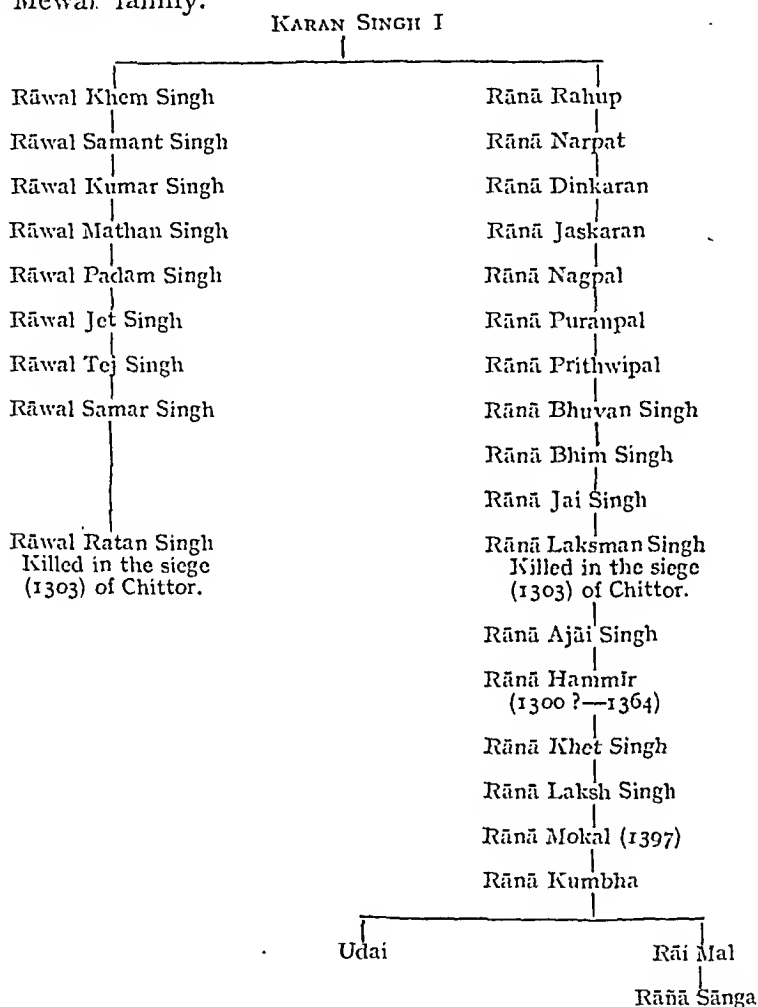 Mewar family.
KARAN SINGH I
Rāwal Khem Singh
Rāwal Samant Singh
Rāwal Kumar Singh
Rāwal Mathan Singh
Rāwal Padam Singh
Rāwal Jet Singh
Rāwal Tej Singh
Rāwal Samar Singh
Rāwal Ratan Singh
Killed in the siege
(1303) of Chittor.
Rānā Rahup
Rānā Narpat
Rānā Dinkaran
Rānā Jaskaran
Rānā Nagpal
Rānā Puranpal
Rānā Prithwipal
Rānā Bhuvan Singh
Rānā Bhim Singh
Rānā Jai Singh
Rānā Laksman Singh
Killed in the siege
(1303) of Chittor.
Rānā Ajāi Singh
Rānā Hammīr
(1300 ?—1364)
Rānā Khet Singh
Rānā Laksh Singh
Rānā Mokal (1397)
Rānā Kumbha
Udai
Rāi Mal
Rāñā Sānga